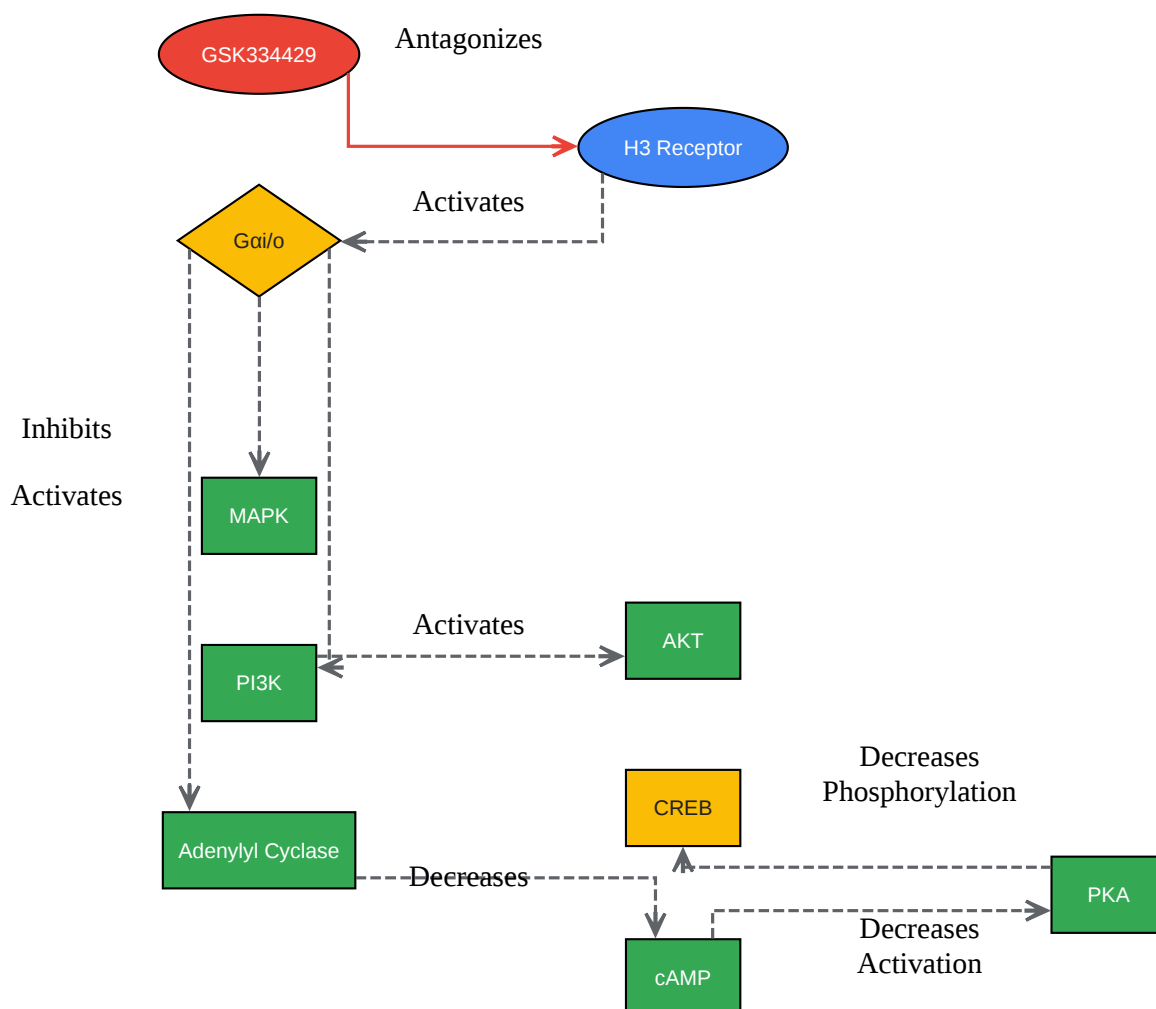 GSK334429
Antagonizes
H3 Receptor
Activates
Gαi/o
Inhibits
Activates
MAPK
Activates
AKT
PI3K
Decreases
Phosphorylation
CREB
Adenylyl Cyclase
Decreases
PKA
Decreases
Activation
cAMP